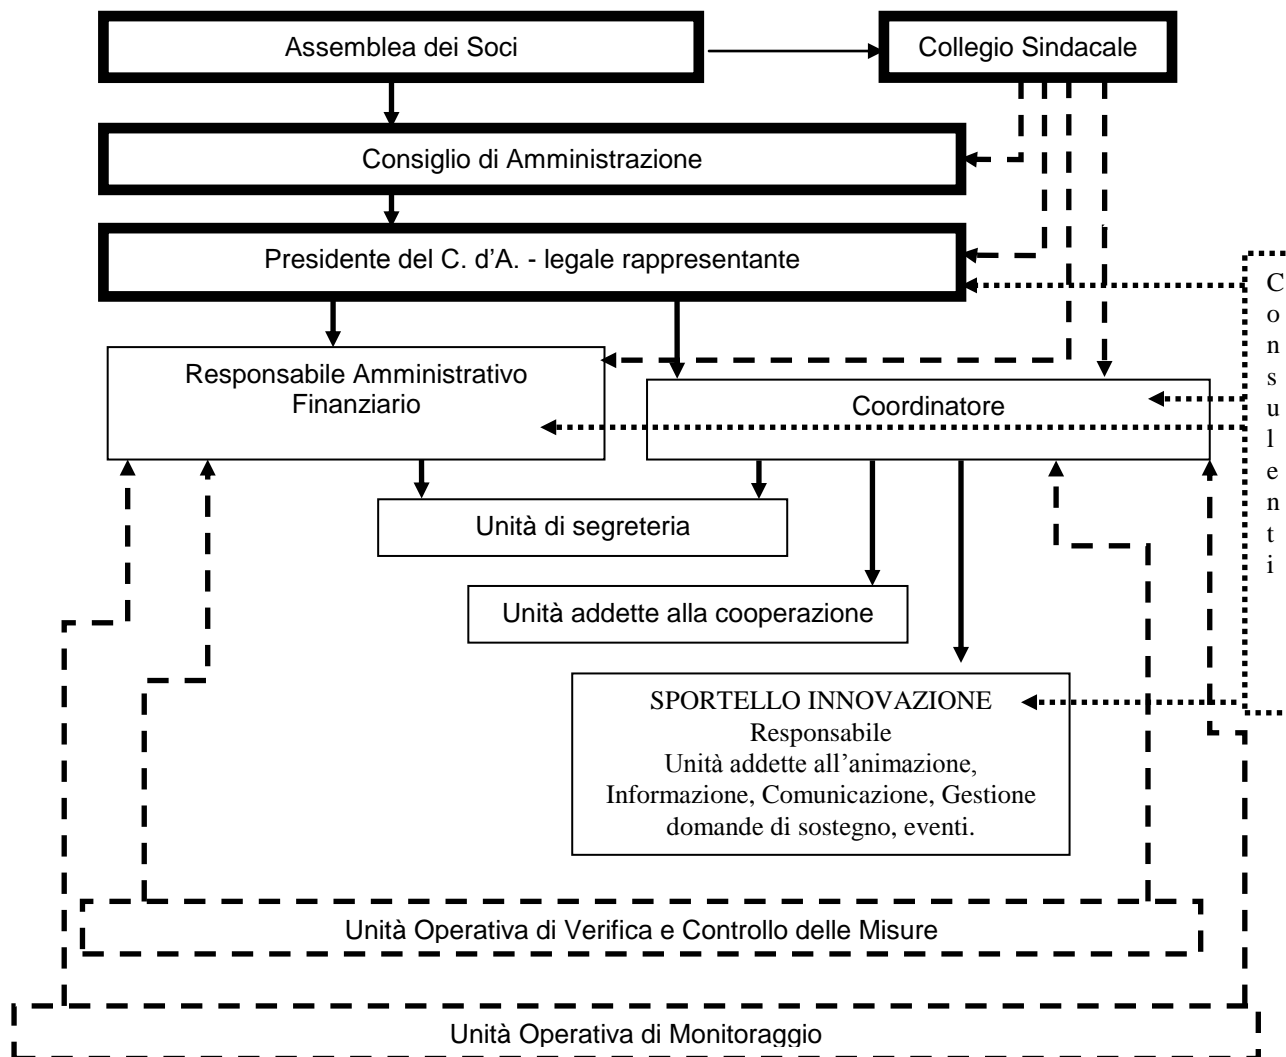 Assemblea dei Soci
Collegio Sindacale
Consiglio di Amministrazione
Presidente del C. d'A. - legale rappresentante
Responsabile Amministrativo
Finanziario
Coordinatore
Consulenti
Unità di segreteria
Unità addette alla cooperazione
SPORTELLO INNOVAZIONE
Responsabile
Unità addette all'animazione,
Informazione, Comunicazione, Gestione
domande di sostegno, eventi.
Unità Operativa di Verifica e Controllo delle Misure
Unità Operativa di Monitoraggio